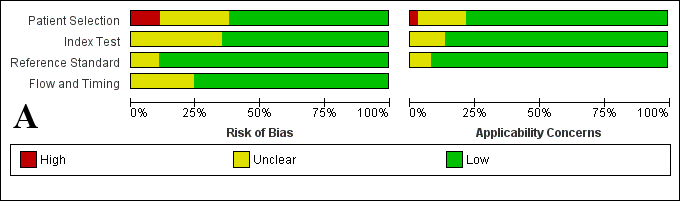 Patient Selection
Index Test
Reference Standard
Flow and Timing
A
0% 25% 50% 75% 100% 0% 25% 50% 75% 100%
Risk of Bias Applicability Concerns
High Unclear Low